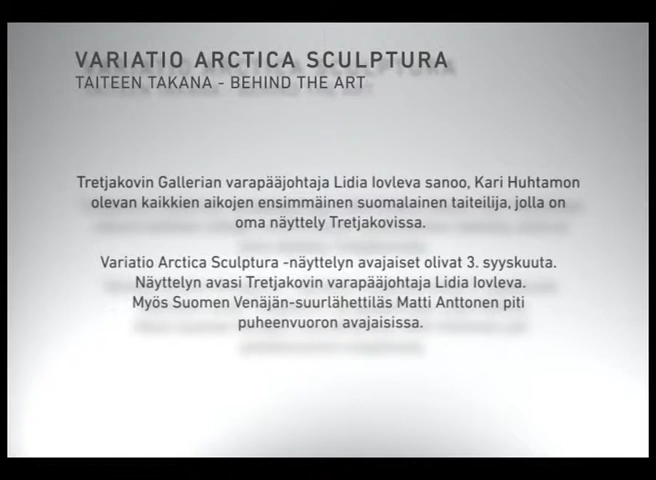 VARIATIO ARCTICA SCULPTURA
TAITEEN TAKANA - BEHIND THE ART
Tretjakovin Gallerian varapääjohtaja Lidia Iovleva sanoo, Kari Huhtamon
olevan kaikkien aikojen ensimmäinen suomalainen taiteilija, jolla on
oma näyttely Tretjakovissa.
Variatio Arctica Sculptura -näyttelyn avajaiset olivat 3. syyskuuta.
Näyttelyn avasi Tretjakovin varapääjohtaja Lidia Iovleva.
Myös Suomen Venäjän-suurlähettiläs Matti Anttonen piti
puheenvuoron avajaisissa.